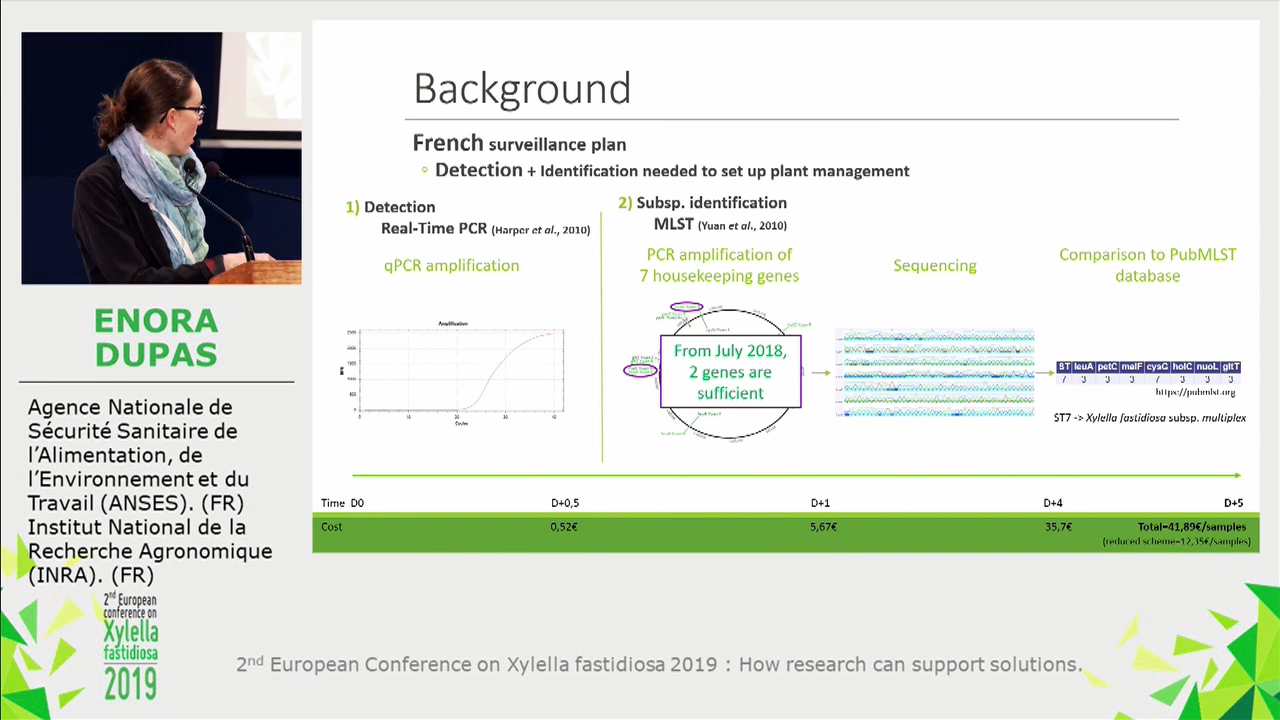 Background
French surveillance plan
Detection + Identification needed to set up plant management
1) Detection
Real-Time PCR (Harper et al., 2010)
qPCR amplification
2) Subsp. identification
MLST (Yuan et al., 2010)
PCR amplification of
7 housekeeping genes
Sequencing
Comparison to PubMLST
database
Amplification
Cycles
From July 2018,
2 genes are
sufficient
ST leuA petC malF cysG holC nuoL gltT
7 3 3 3 7 3 3 3
https://pubmlst.org
ST7 -> Xylella fastidiosa subsp. multiplex
Time D0 D+0,5 D+1 D+4 D+5
Cost 0,52€ 5,67€ 35,7€ Total=41,89€/samples
(reduced scheme=12,35€/samples)
ENORA
DUPAS
Agence Nationale de
Sécurité Sanitaire de
l’Alimentation, de
l’Environnement et du
Travail (ANSES). (FR)
Institut National de la
Recherche Agronomique
(INRA). (FR)
2nd European
conference on
Xylella
fastidiosa
2019
2nd European Conference on Xylella fastidiosa 2019 : How research can support solutions.